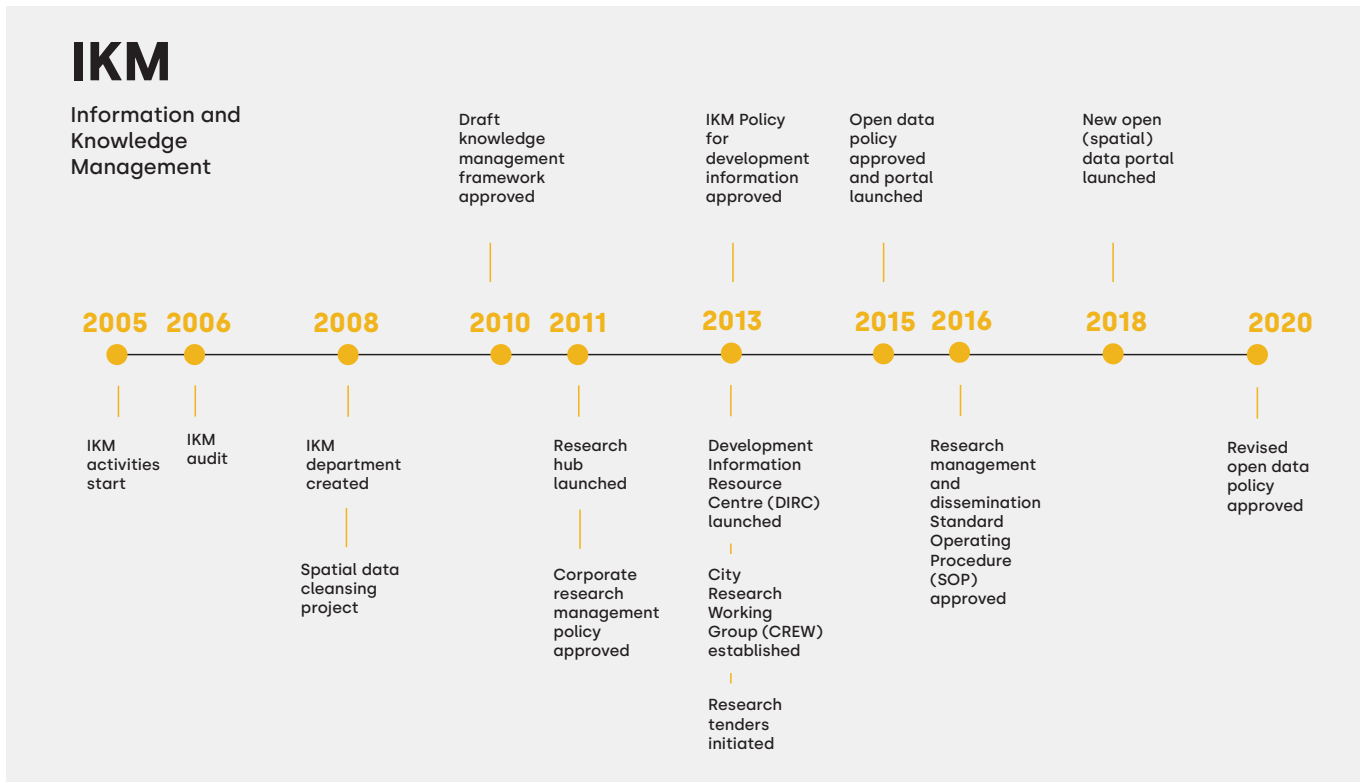 IKM
Information and
Knowledge
Management
Draft
knowledge
management
framework
approved
IKM Policy
for
development
information
approved
Open data
policy
approved
and portal
launched
New open
(spatial)
data portal
launched
2005
2006
2008
2010
2011
2013
2015
2016
2018
2020
IKM
activities
start
IKM
audit
IKM
department
created
Spatial data
cleansing
project
Research
hub
launched
Corporate
research
management
policy
approved
Development
Information
Resource
Centre (DIRC)
launched
City
Research
Working
Group (CREW)
established
Research
tenders
initiated
Research
management
and
dissemination
Standard
Operating
Procedure
(SOP)
approved
Revised
open data
policy
approved